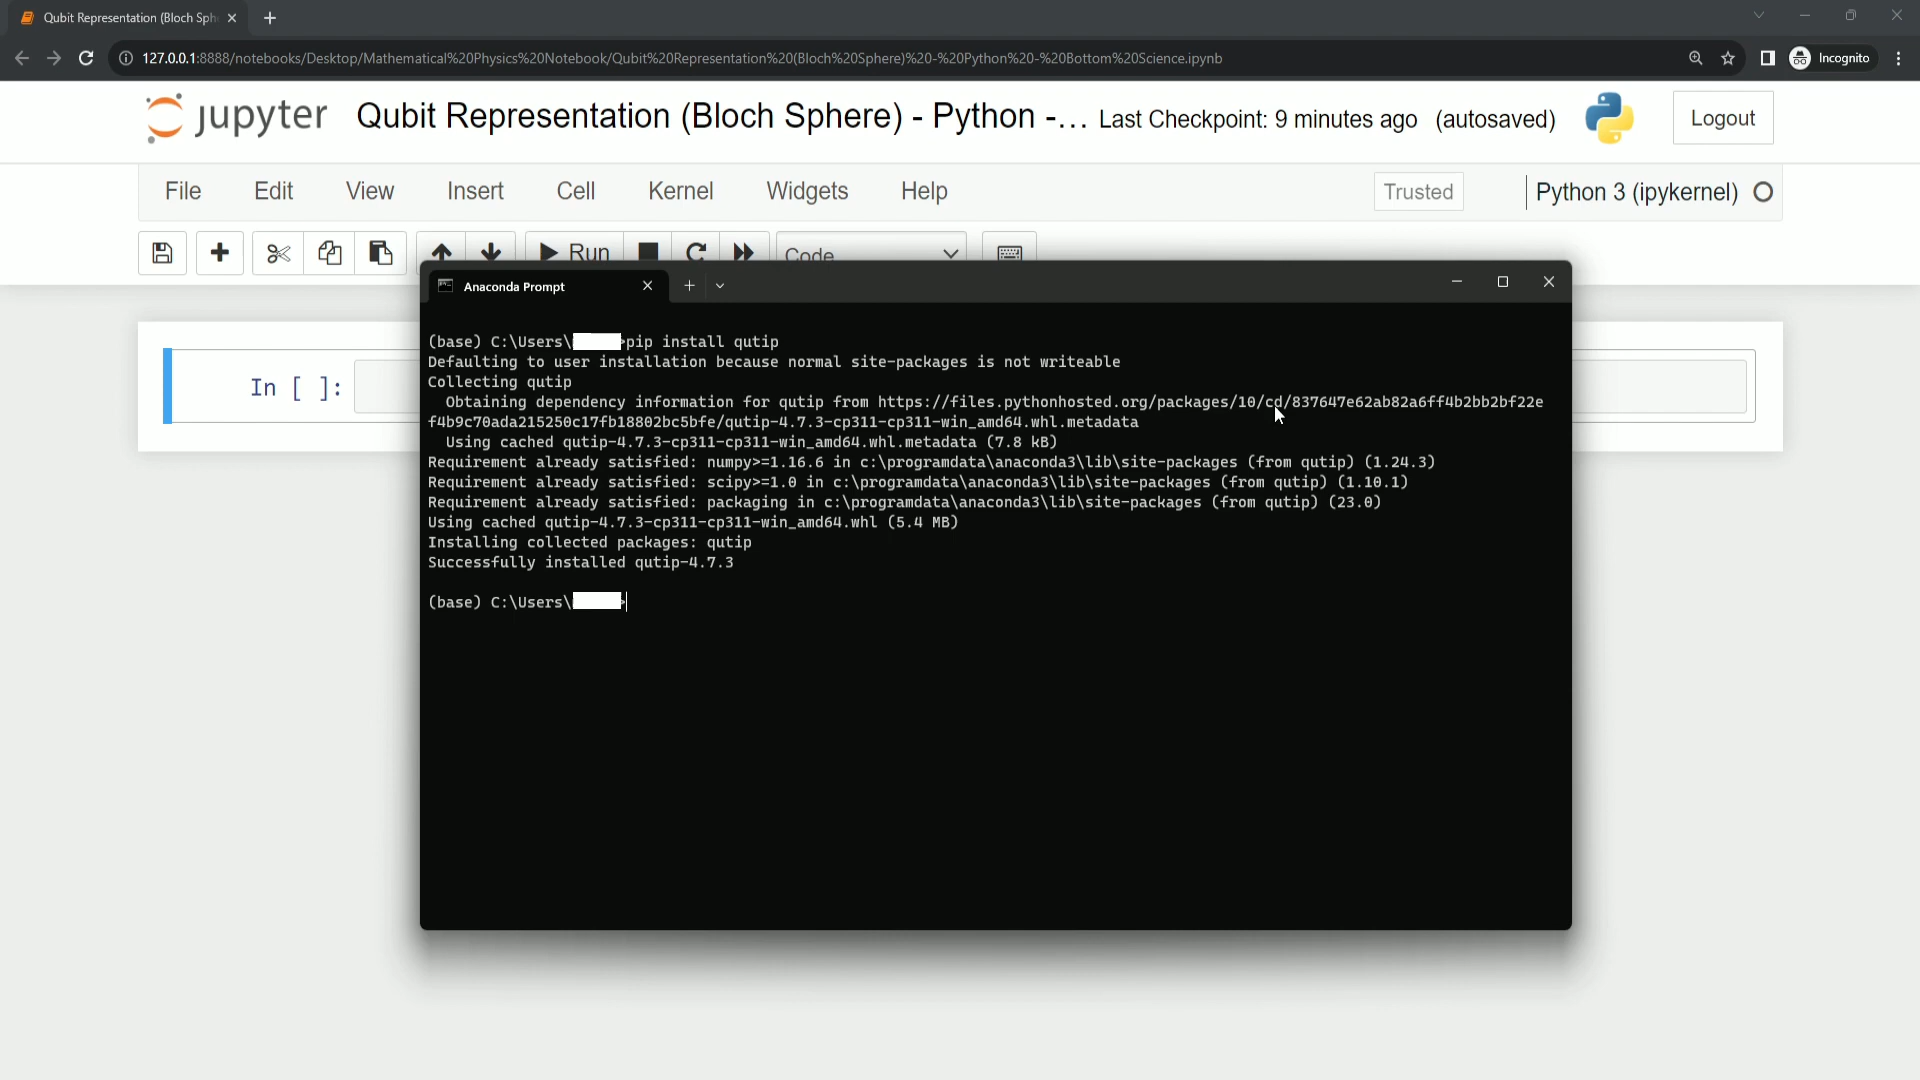 Qubit Representation (Bloch Sph
127.0.0.1:8888/notebooks/Desktop/Mathematical%20Physics%20Notebook/Qubit%20Representation%20(Bloch%20Sphere)%20-%20Python%20-%20Bottom%20Science.ipynb
Incognito
jupyter Qubit Representation (Bloch Sphere) - Python -... Last Checkpoint: 9 minutes ago (autosaved)
Logout
File Edit View Insert Cell Kernel Widgets Help
Trusted
Python 3 (ipykernel)
Run
Code
In [ ]:
Anaconda Prompt
(base) C:\Users\ >pip install qutip
Defaulting to user installation because normal site-packages is not writeable
Collecting qutip
Obtaining dependency information for qutip from https://files.pythonhosted.org/packages/10/cd/837647e62ab82a6ff4b2bb2bf22e
f4b9c70ada215250c17fb18802bc5bfe/qutip-4.7.3-cp311-cp311-win_amd64.whl.metadata
Using cached qutip-4.7.3-cp311-cp311-win_amd64.whl.metadata (7.8 kB)
Requirement already satisfied: numpy>=1.16.6 in c:\programdata\anaconda3\lib\site-packages (from qutip) (1.24.3)
Requirement already satisfied: scipy>=1.0 in c:\programdata\anaconda3\lib\site-packages (from qutip) (1.10.1)
Requirement already satisfied: packaging in c:\programdata\anaconda3\lib\site-packages (from qutip) (23.0)
Using cached qutip-4.7.3-cp311-cp311-win_amd64.whl (5.4 MB)
Installing collected packages: qutip
Successfully installed qutip-4.7.3
(base) C:\Users\ >